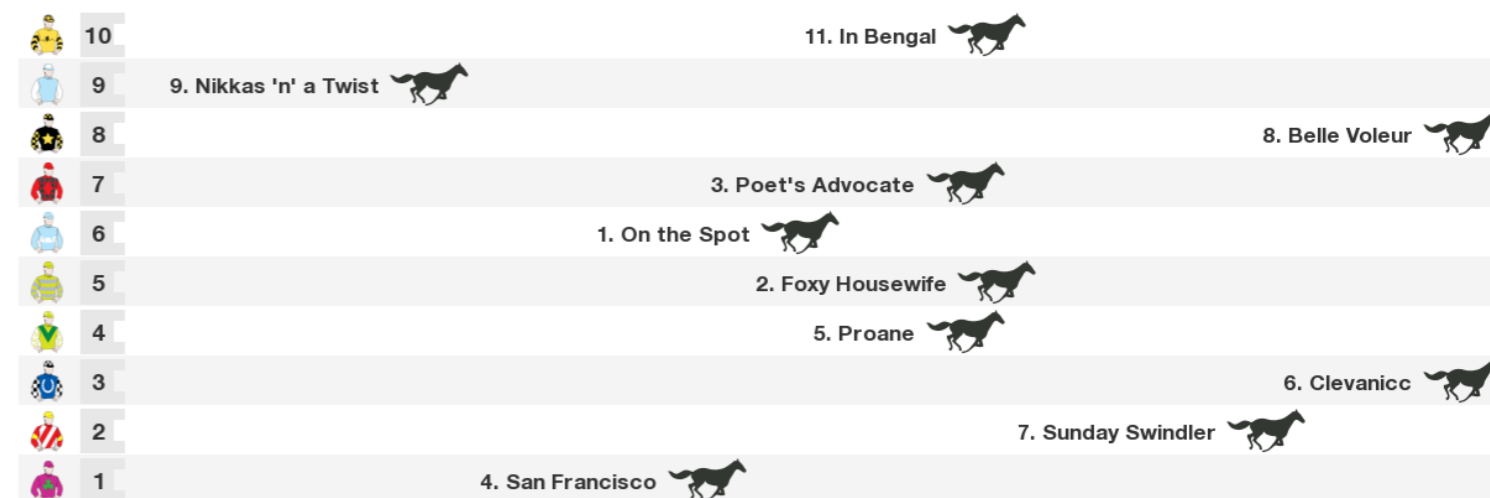 10 11. In Bengal
9 9. Nikkas 'n' a Twist
8 8. Belle Voleur
7 3. Poet's Advocate
6 1. On the Spot
5 2. Foxy Housewife
4 5. Proane
3 6. Clevanicc
2 7. Sunday Swindler
1 4. San Francisco